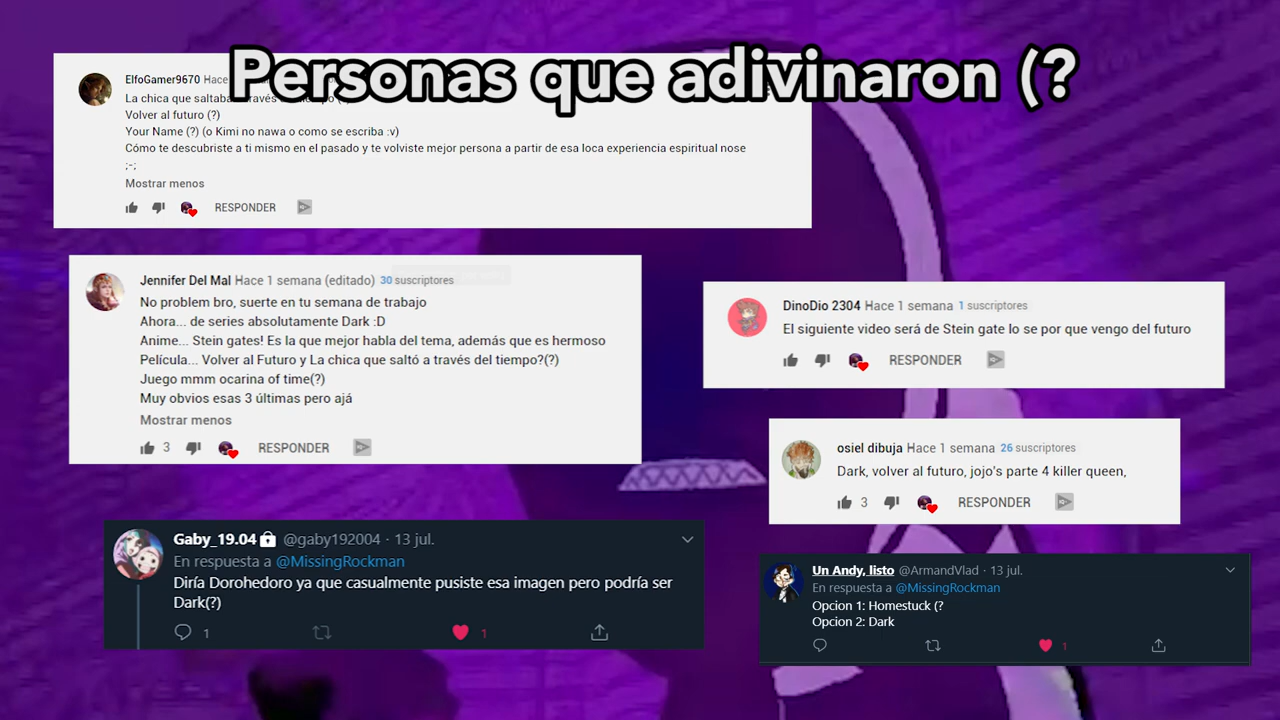 Personas que adivinaron (?
ElfoGamer9670 Hace
La chica que saltaba
Volver al futuro (?)
Your Name (?) (o Kimi no nawa o como se escriba :v)
Cómo te descubriste a ti mismo en el pasado y te volviste mejor persona a partir de esa loca experiencia espiritual nose
;-;
Mostrar menos
RESPONDER
Jennifer Del Mal Hace 1 semana (editado) 30 suscriptores
No problem bro, suerte en tu semana de trabajo
Ahora... de series absolutamente Dark :D
Anime... Stein gates! Es la que mejor habla del tema, además que es hermoso
Película... Volver al Futuro y La chica que saltó a través del tiempo?(?)
Juego mmm ocarina of time(?)
Muy obvios esas 3 últimas pero ajá
Mostrar menos
3 RESPONDER
DinoDio 2304 Hace 1 semana 1 suscriptores
El siguiente video será de Stein gate lo se por que vengo del futuro
RESPONDER
osiel dibuja Hace 1 semana 26 suscriptores
Dark, volver al futuro, jojo's parte 4 killer queen,
3 RESPONDER
Gaby_19.04 @gaby192004 · 13 jul.
En respuesta a @MissingRockman
Diría Dorohedoro ya que casualmente pusiste esa imagen pero podría ser
Dark(?)
1 1
Un Andy, listo @ArmandVlad · 13 jul.
En respuesta a @MissingRockman
Opcion 1: Homestuck (?
Opcion 2: Dark
1